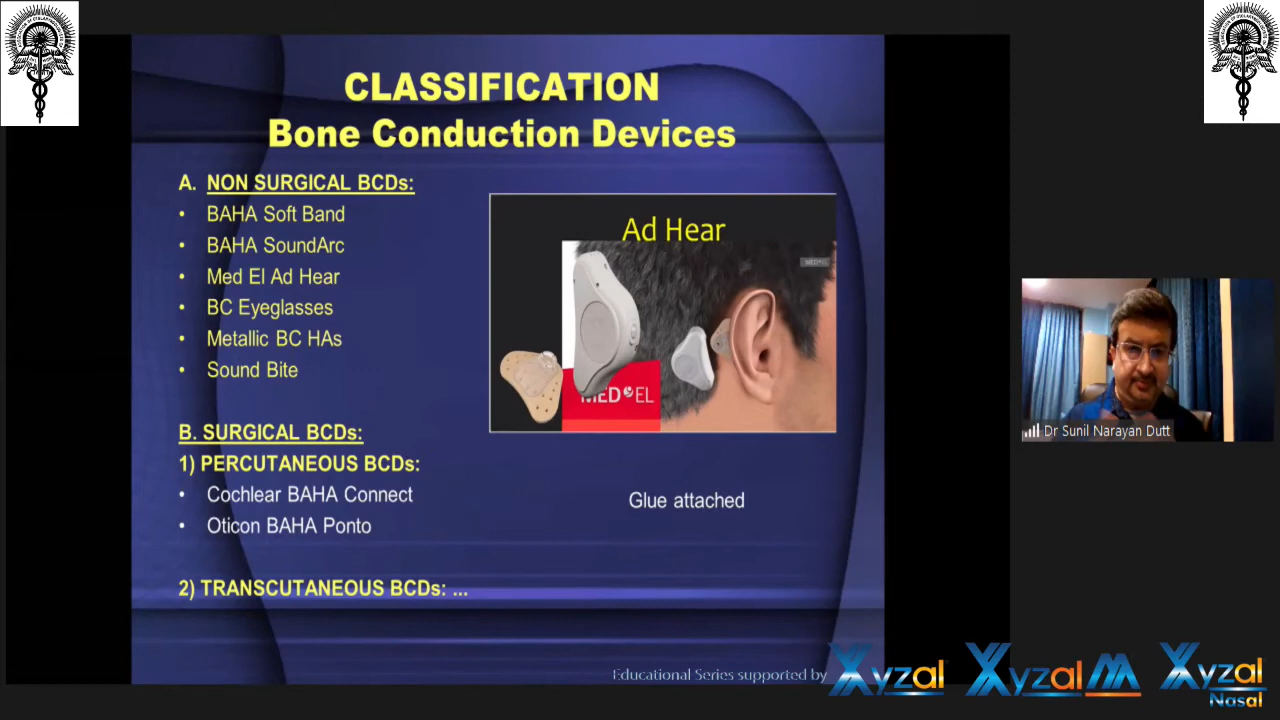 CLASSIFICATION
Bone Conduction Devices
A. NON SURGICAL BCDs:
• BAHA Soft Band
• BAHA SoundArc
• Med El Ad Hear
• BC Eyeglasses
• Metallic BC HAs
• Sound Bite
B. SURGICAL BCDs:
1) PERCUTANEOUS BCDs:
• Cochlear BAHA Connect
• Oticon BAHA Ponto
2) TRANSCUTANEOUS BCDs: ...
Ad Hear
MED EL
MED EL
Glue attached
Dr Sunil Narayan Dutt
Educational Series supported by
Xyzal
Xyzal M
Xyzal
Nasal